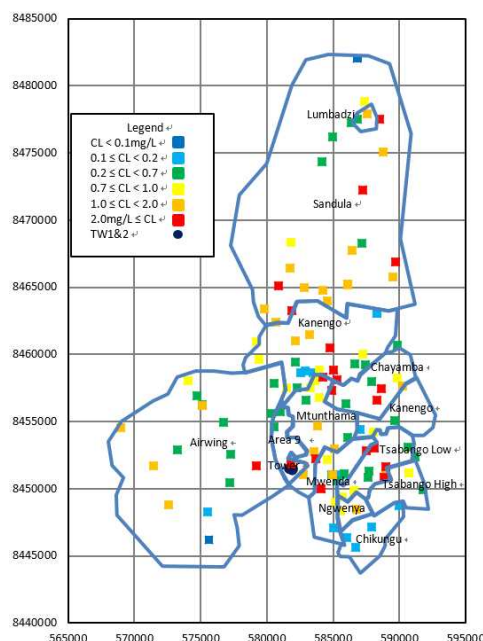 8485000
8480000
8475000
8470000
8465000
8460000
8455000
8450000
8445000
8440000
565000 570000 575000 580000 585000 590000 595000
Legend
CL < 0.1mg/L
0.1 ≤ CL < 0.2
0.2 ≤ CL < 0.7
0.7 ≤ CL < 1.0
1.0 ≤ CL < 2.0
2.0mg/L ≤ CL
TW1&2
Lumbadzi
Sandula
Kanengo
Chayamba
Kanengo
Mtunthama
Airwing
Area 9
Tsabango Low
Tower
Mwenda
Tsabango High
Ngwenya
Chikungu